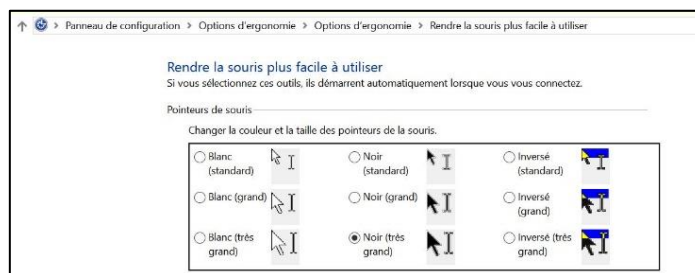 Panneau de configuration > Options d'ergonomie > Options d'ergonomie > Rendre la souris plus facile à utiliser
Rendre la souris plus facile à utiliser
Si vous sélectionnez ces outils, ils démarrent automatiquement lorsque vous vous connectez.
Pointeurs de souris
Changer la couleur et la taille des pointeurs de la souris.
Blanc
(standard)
Noir
(standard)
Inversé
(standard)
Blanc (grand)
Noir (grand)
Inversé
(grand)
Blanc (très
grand)
Noir (très
grand)
Inversé (très
grand)